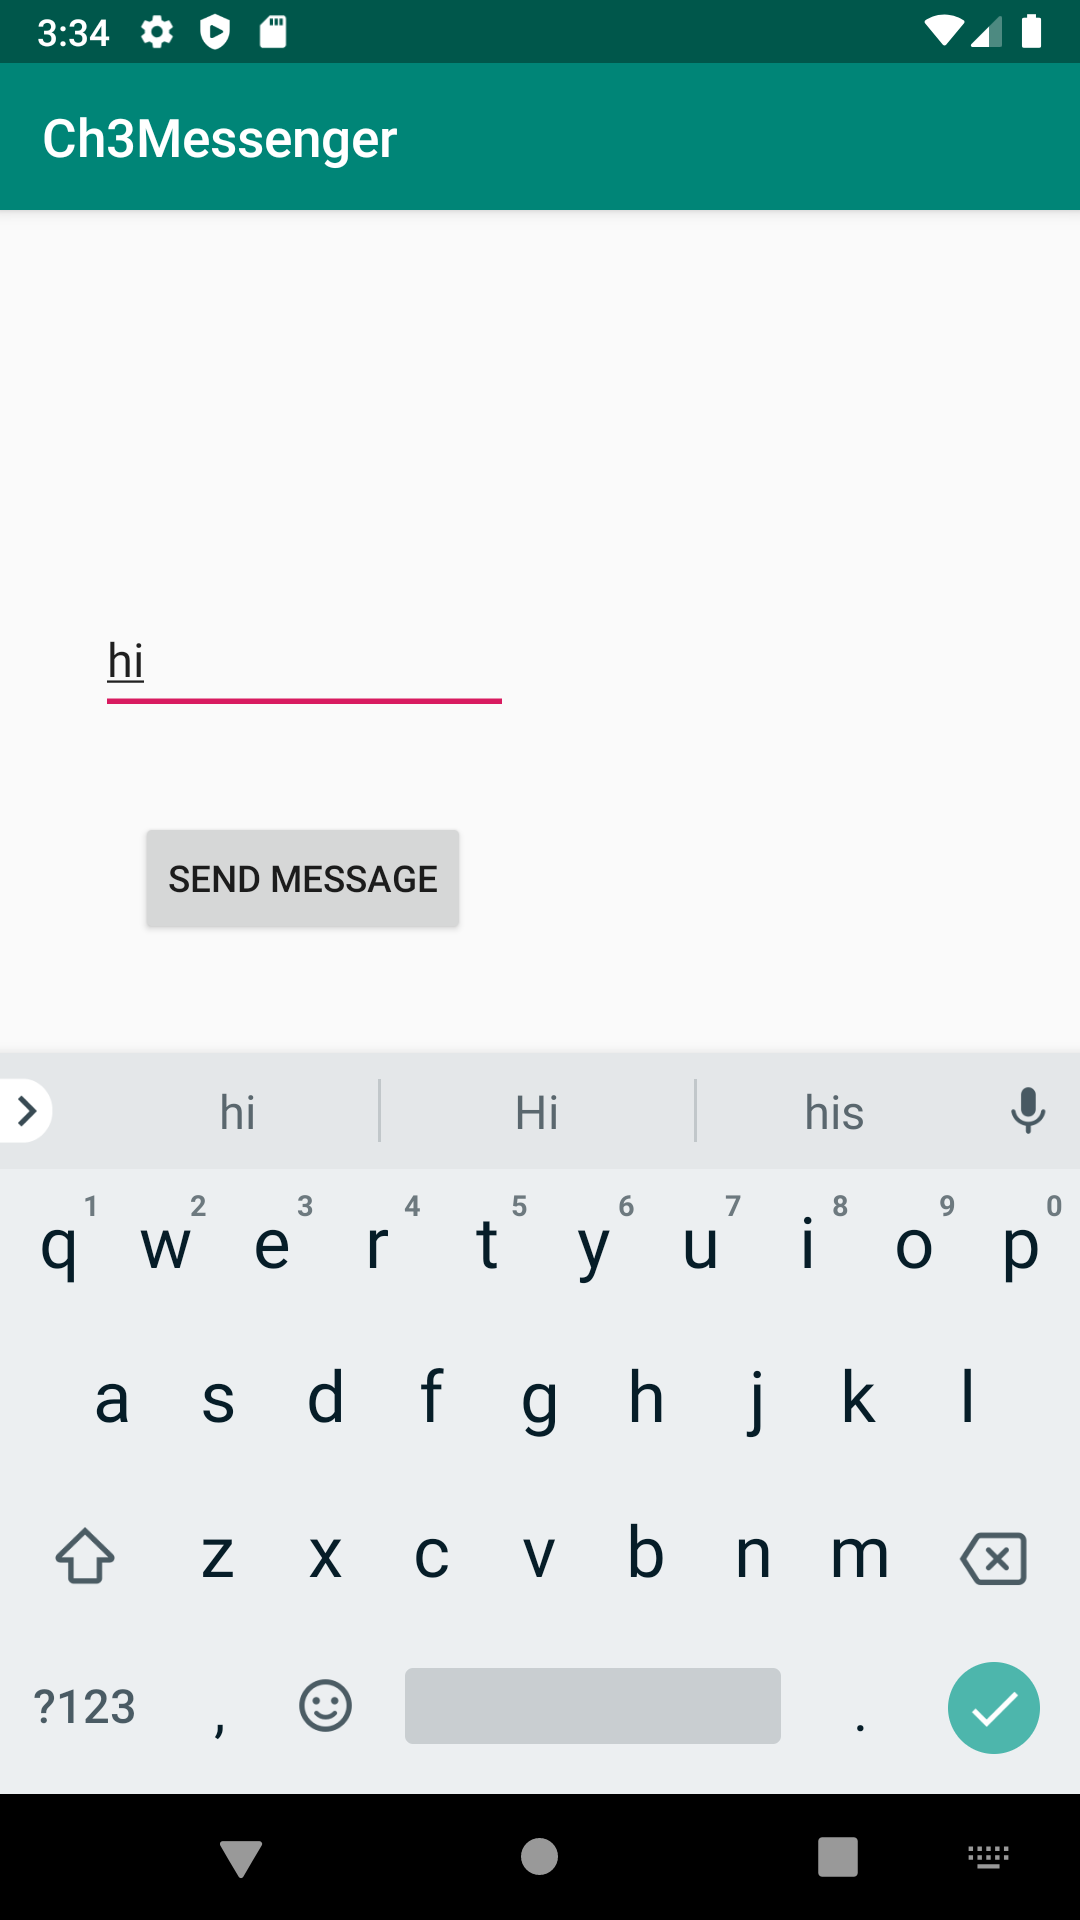 3:34
Ch3Messenger
hi
SEND MESSAGE
hi Hi his
1 2 3 4 5 6 7 8 9 0
q w e r t y u i o p
a s d f g h j k l
z x c v b n m
?123 , .